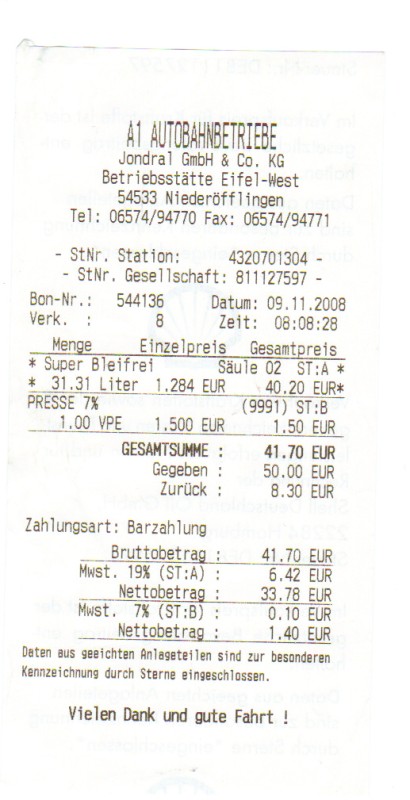 A1 AUTOBAHNBETRIEBE
Jondral GmbH & Co. KG
Betriebsstätte Eifel-West
54533 Niederöfflingen
Tel: 06574/94770 Fax: 06574/94771
- StNr. Station: 4320701304 -
- StNr. Gesellschaft: 811127597 -
Bon-Nr.: 544136 Datum: 09.11.2008
Verk. : 8 Zeit: 08:08:28
Menge Einzelpreis Gesamtpreis
* Super Bleifrei Säule 02 ST:A *
* 31.31 Liter 1.284 EUR 40.20 EUR*
PRESSE 7% (9991) ST:B
1.00 VPE 1.500 EUR 1.50 EUR
GESAMTSUMME : 41.70 EUR
Gegeben : 50.00 EUR
Zurück : 8.30 EUR
Zahlungsart: Barzahlung
Bruttobetrag : 41.70 EUR
Mwst. 19% (ST:A) : 6.42 EUR
Nettobetrag : 33.78 EUR
Mwst. 7% (ST:B) : 0.10 EUR
Nettobetrag : 1.40 EUR
Daten aus geeichten Anlageteilen sind zur besonderen
Kennzeichnung durch Sterne eingeschlossen.
Vielen Dank und gute Fahrt !